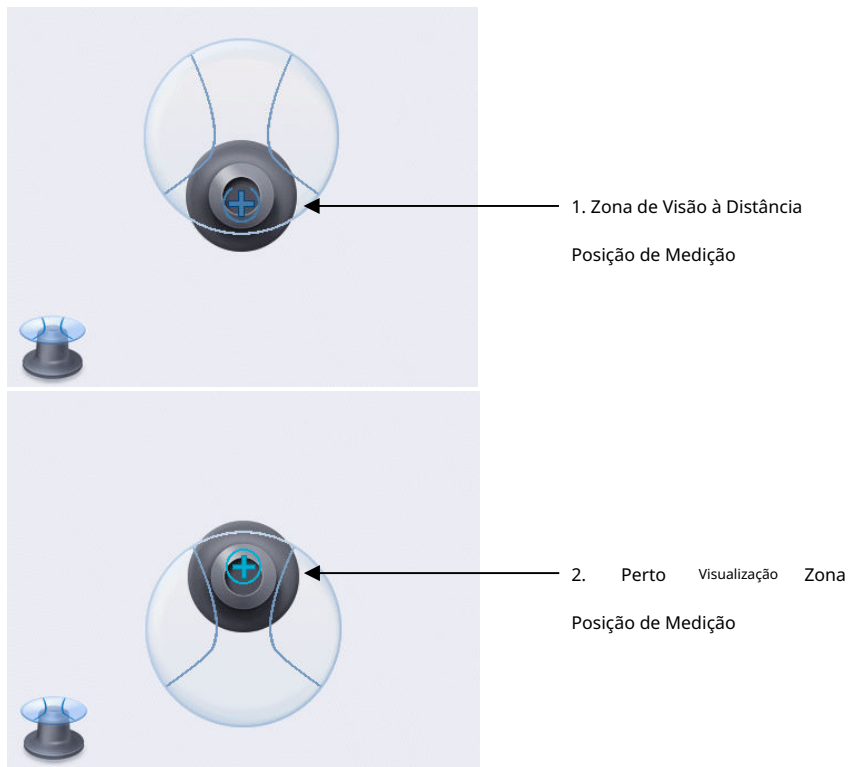 1. Zona de Visão à Distância
Posição de Medição
2. Perto Visualização Zona
Posição de Medição